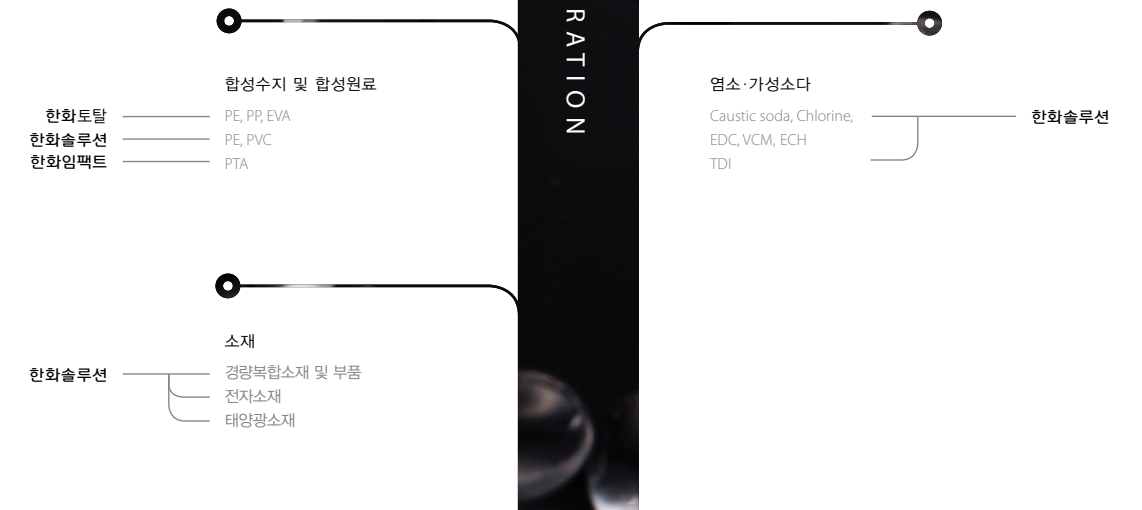 RATION
합성수지 및 합성원료
한화토탈 PE, PP, EVA
한화솔루션 PE, PVC
한화임팩트 PTA
소재
한화솔루션 경량복합소재 및 부품
전자소재
태양광소재
염소·가성소다
Caustic soda, Chlorine, 한화솔루션
EDC, VCM, ECH
TDI